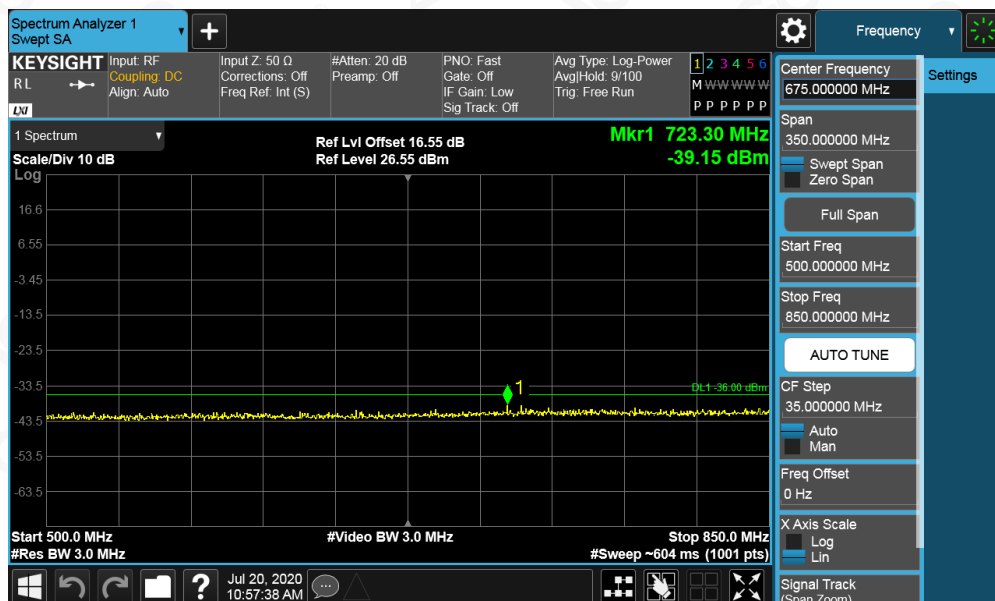 Spectrum Analyzer 1
Swept SA
+
Frequency
KEYSIGHT
R L
LXI
Input: RF
Coupling: DC
Align: Auto
Input Z: 50 Ω
Corrections: Off
Freq Ref: Int (S)
#Atten: 20 dB
Preamp: Off
PNO: Fast
Gate: Off
IF Gain: Low
Sig Track: Off
Avg Type: Log-Power
Avg|Hold: 9/100
Trig: Free Run
1 2 3 4 5 6
M W W W W W
P P P P P P
1 Spectrum
Scale/Div 10 dB
Log
Ref Lvl Offset 16.55 dB
Ref Level 26.55 dBm
Mkr1 723.30 MHz
-39.15 dBm
16.6
6.55
-3.45
-13.5
-23.5
-33.5
-43.5
-53.5
-63.5
1
DL1 -36.00 dBm
Start 500.0 MHz
#Video BW 3.0 MHz
Stop 850.0 MHz
#Res BW 3.0 MHz
#Sweep ~604 ms (1001 pts)
?
Jul 20, 2020
10:57:38 AM
Center Frequency
675.000000 MHz
Settings
Span
350.000000 MHz
Swept Span
Zero Span
Full Span
Start Freq
500.000000 MHz
Stop Freq
850.000000 MHz
AUTO TUNE
CF Step
35.000000 MHz
Auto
Man
Freq Offset
0 Hz
X Axis Scale
Log
Lin
Signal Track
(Span Zoom)